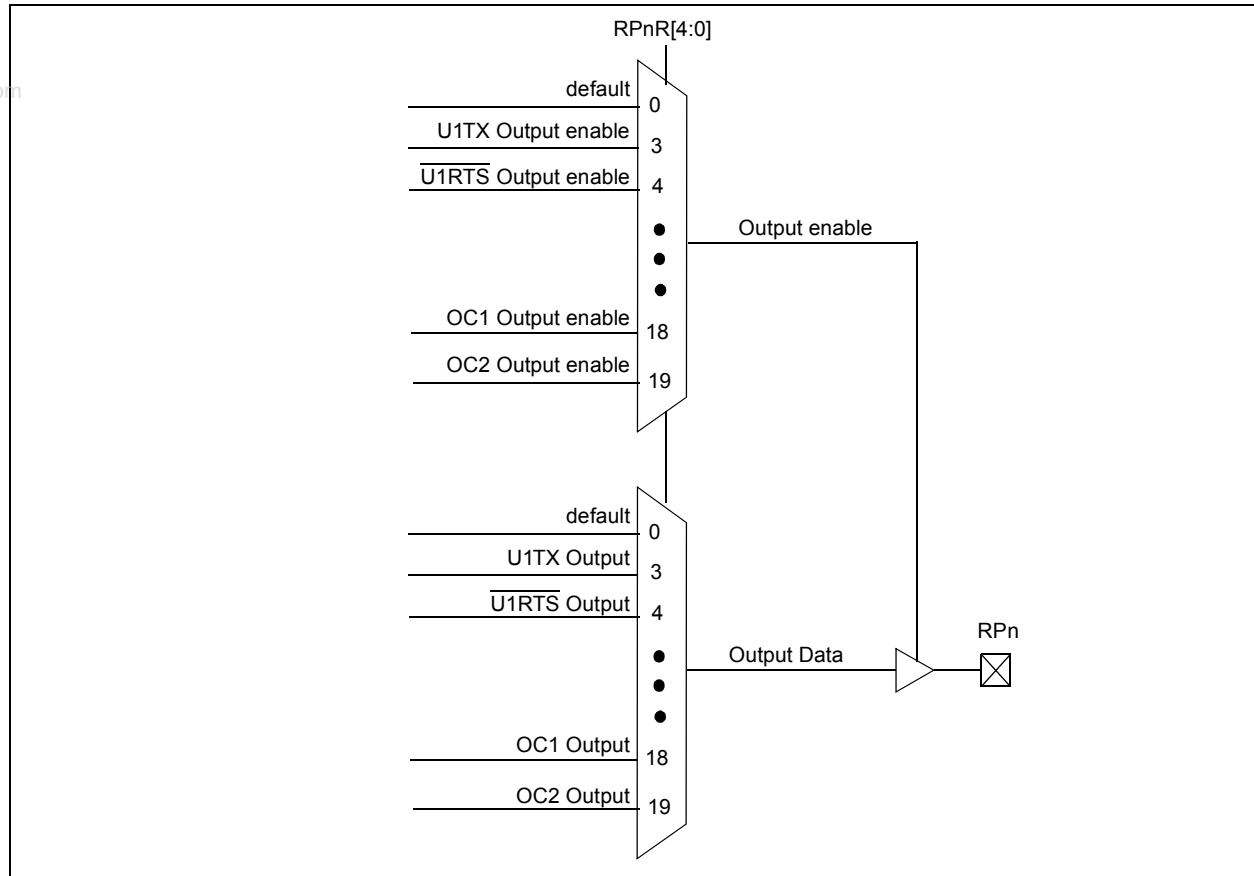 RPnR[4:0]
om
default
0
U1TX Output enable
3
U1RTS Output enable
4
Output enable
OC1 Output enable
18
OC2 Output enable
19
default
0
U1TX Output
3
U1RTS Output
4
RPn
Output Data
OC1 Output
18
OC2 Output
19